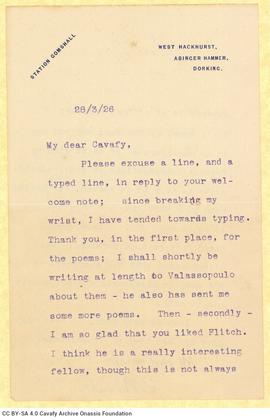 STATION GOMSHALL
WEST HACKHURST,
ABINGER HAMMER,
DORKING.
28/3/26
My dear Cavafy,
Please excuse a line, and a
typed line, in reply to your wel-
come note; since breaking my
wrist, I have tended towards typing.
Thank you, in the first place, for
the poems; I shall shortly be
writing at length to Valassopoulo
about them - he also has sent me
some more poems. Then - secondly -
I am so glad that you liked Flitch.
I think he is a really interesting
fellow, though this is not always
CC BY-SA 4.0 Cavafy Archive Onassis Foundation